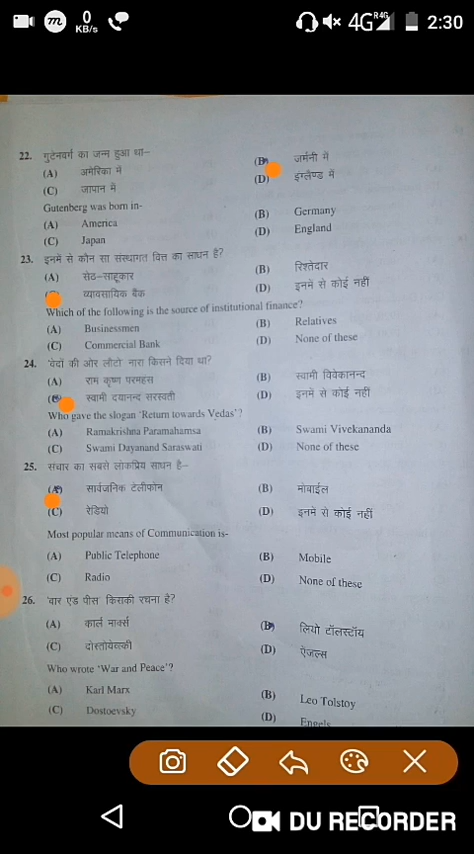 0
KB/s
4G R4G 2:30
22. गुटेनवर्ग का जन्म हुआ था–
(A) अमेरिका में (B) जर्मनी में
(C) जापान में (D) इग्लैण्ड में
Gutenberg was born in-
(A) America (B) Germany
(C) Japan (D) England
23. इनमें से कौन सा संस्थागत वित्त का साधन है?
(A) सेठ-साहूकार (B) रिश्तेदार
व्यावसायिक बैंक (D) इनमें से कोई नहीं
Which of the following is the source of institutional finance?
(A) Businessmen (B) Relatives
(C) Commercial Bank (D) None of these
24. 'वेदों की ओर लौटो' नारा किसने दिया था?
(A) राम कृष्ण परमहंस (B) स्वामी विवेकानन्द
स्वामी दयानन्द सरस्वती (D) इनमें से कोई नहीं
Who gave the slogan 'Return towards Vedas'?
(A) Ramakrishna Paramahamsa (B) Swami Vivekananda
(C) Swami Dayanand Saraswati (D) None of these
25. संचार का सबसे लोकप्रिय साधन है–
(A) सार्वजनिक टेलीफोन (B) मोबाईल
(C) रेडियो (D) इनमें से कोई नहीं
Most popular means of Communication is-
(A) Public Telephone (B) Mobile
(C) Radio (D) None of these
26. 'वार एंड पीस' किसकी रचना है?
(A) कार्ल मार्क्स (B) लियो टॉलस्टॉय
(C) दोस्तोयेव्स्की (D) ऐंजल्स
Who wrote 'War and Peace'?
(A) Karl Marx (B) Leo Tolstoy
(C) Dostoevsky (D) Engels
DU RECORDER